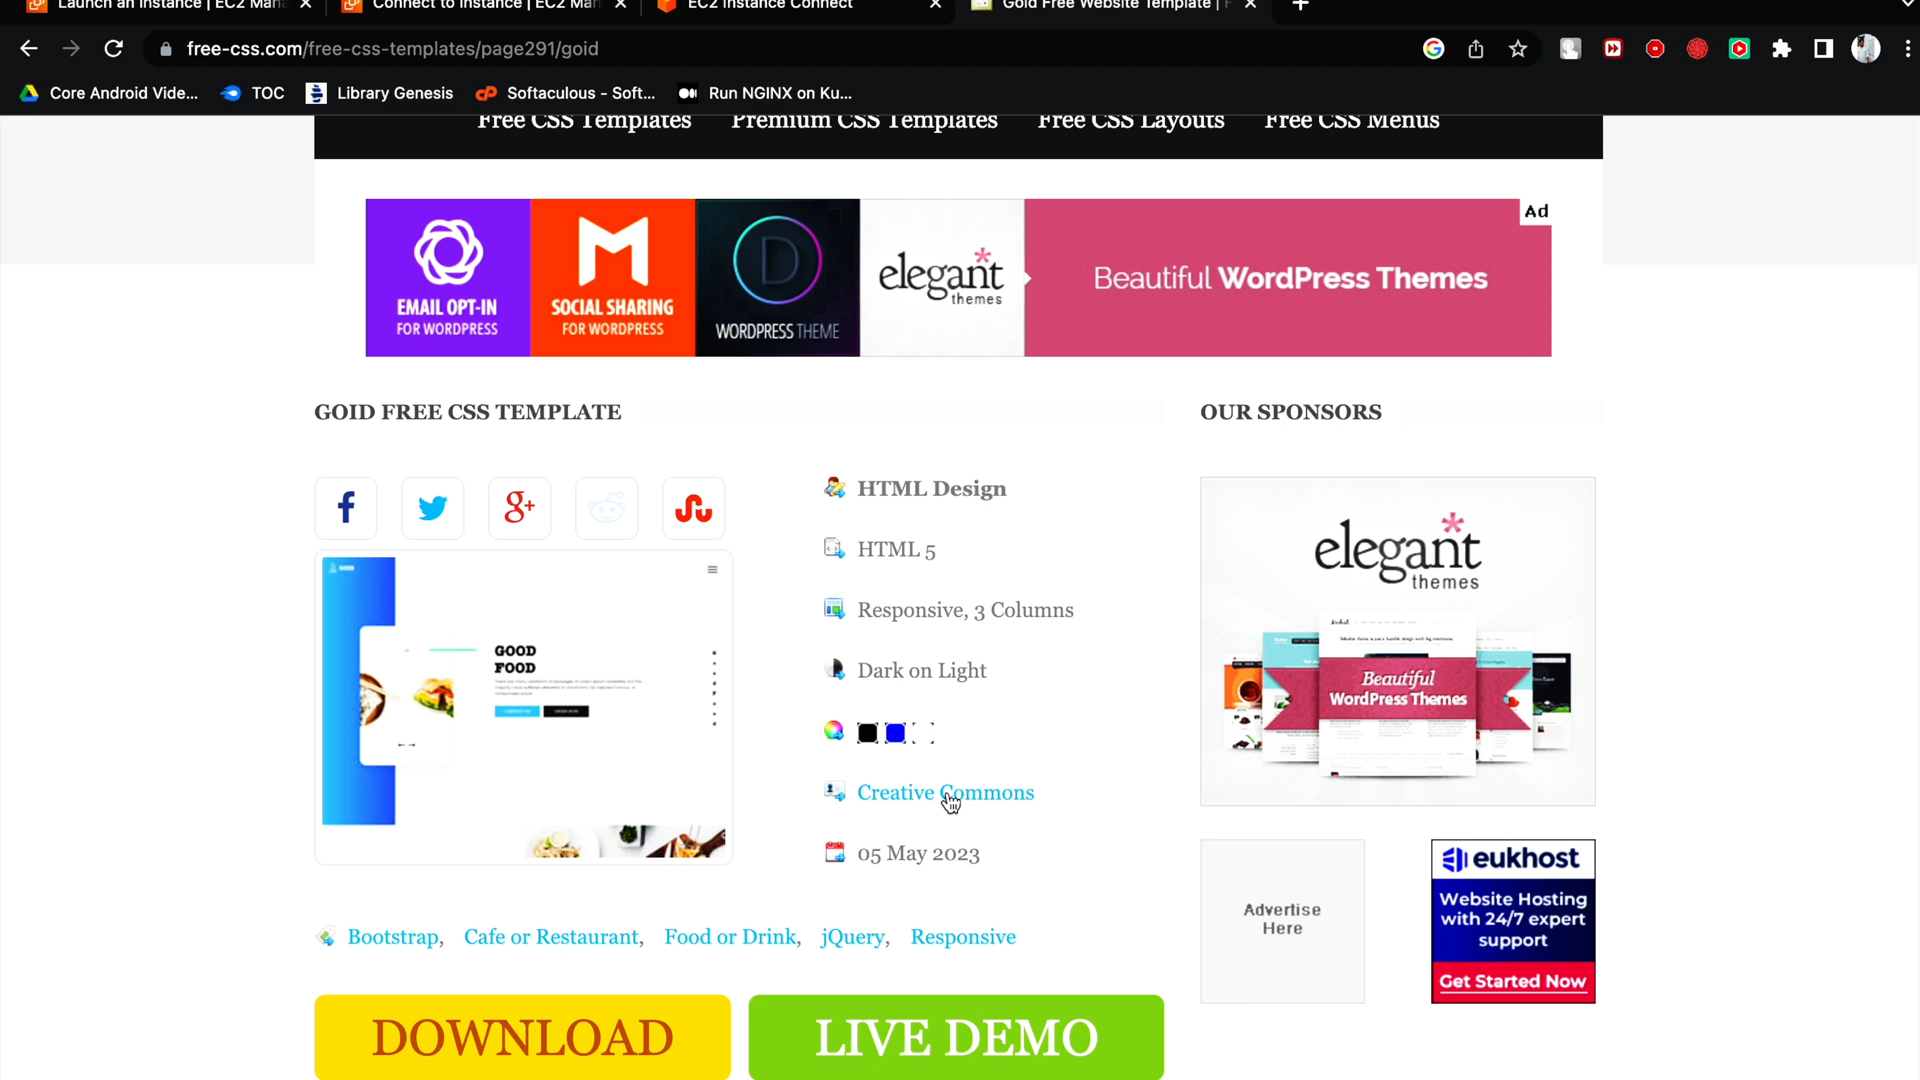 Launch an instance | EC2 Mana
Connect to instance | EC2 Man
EC2 Instance Connect
Goid Free Website Template | F
free-css.com/free-css-templates/page291/goid
Core Android Vide...
TOC
Library Genesis
Softaculous - Soft...
Run NGINX on Ku...
Free CSS Templates
Premium CSS Templates
Free CSS Layouts
Free CSS Menus
EMAIL OPT-IN
FOR WORDPRESS
SOCIAL SHARING
FOR WORDPRESS
D
WORDPRESS THEME
elegant
themes
Beautiful WordPress Themes
Ad
GOID FREE CSS TEMPLATE
OUR SPONSORS
HTML Design
HTML 5
Responsive, 3 Columns
Dark on Light
Creative Commons
05 May 2023
GOOD
FOOD
elegant
themes
Beautiful
WordPress Themes
Advertise
Here
eukhost
Website Hosting
with 24/7 expert
support
Get Started Now
Bootstrap, Cafe or Restaurant, Food or Drink, jQuery, Responsive
DOWNLOAD
LIVE DEMO